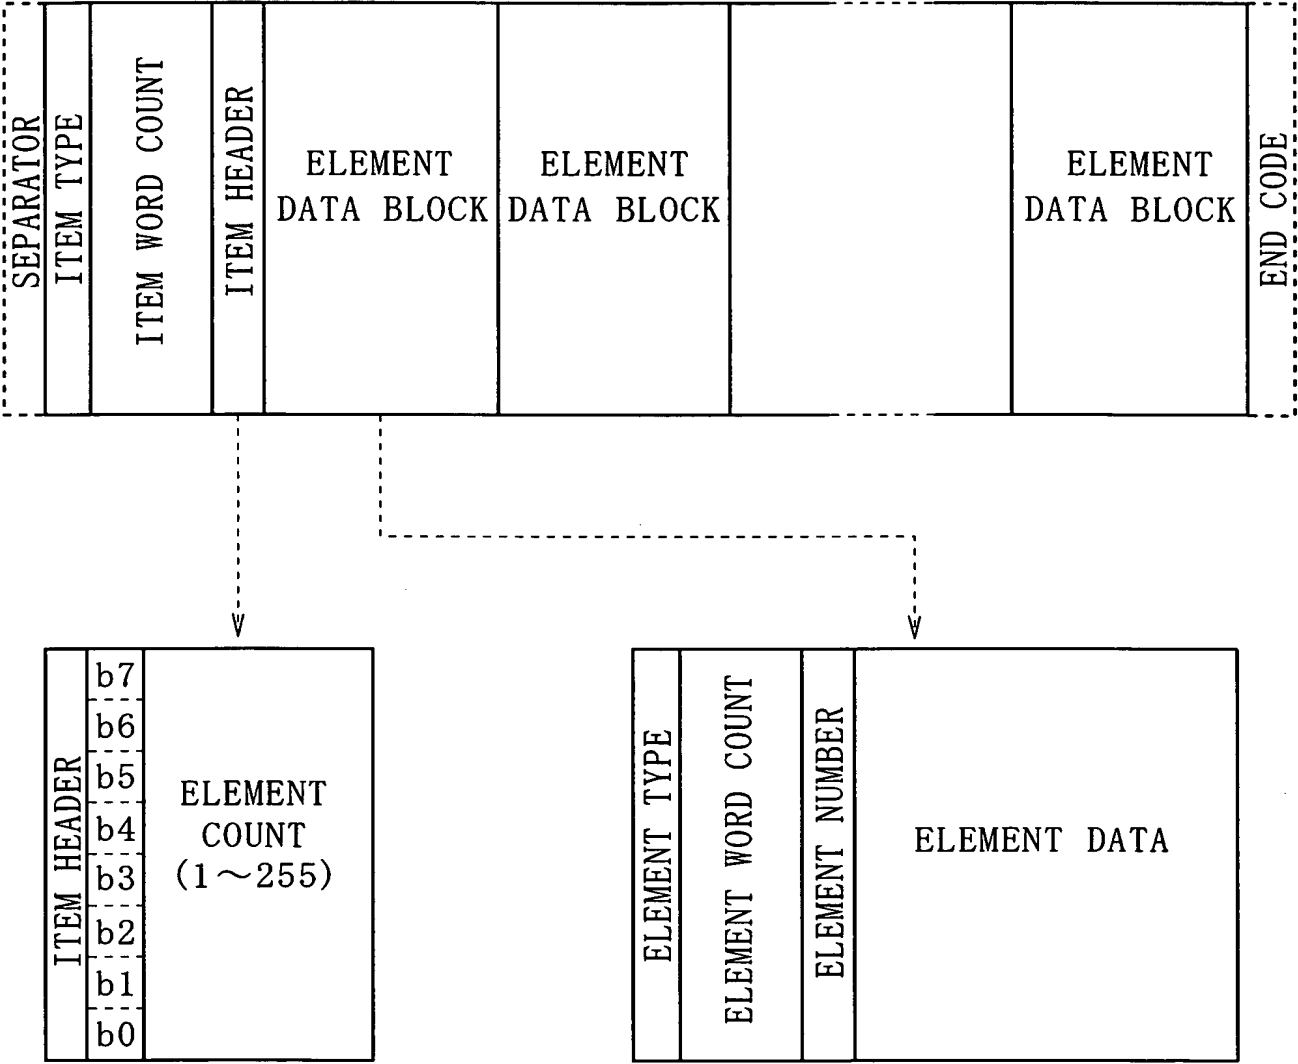 SEPARATOR
ITEM TYPE
ITEM WORD COUNT
ITEM HEADER
ELEMENT
DATA BLOCK
ELEMENT
DATA BLOCK
ELEMENT
DATA BLOCK
END CODE
ITEM HEADER
b7
b6
b5
b4
b3
b2
b1
b0
ELEMENT
COUNT
(1～255)
ELEMENT TYPE
ELEMENT WORD COUNT
ELEMENT NUMBER
ELEMENT DATA